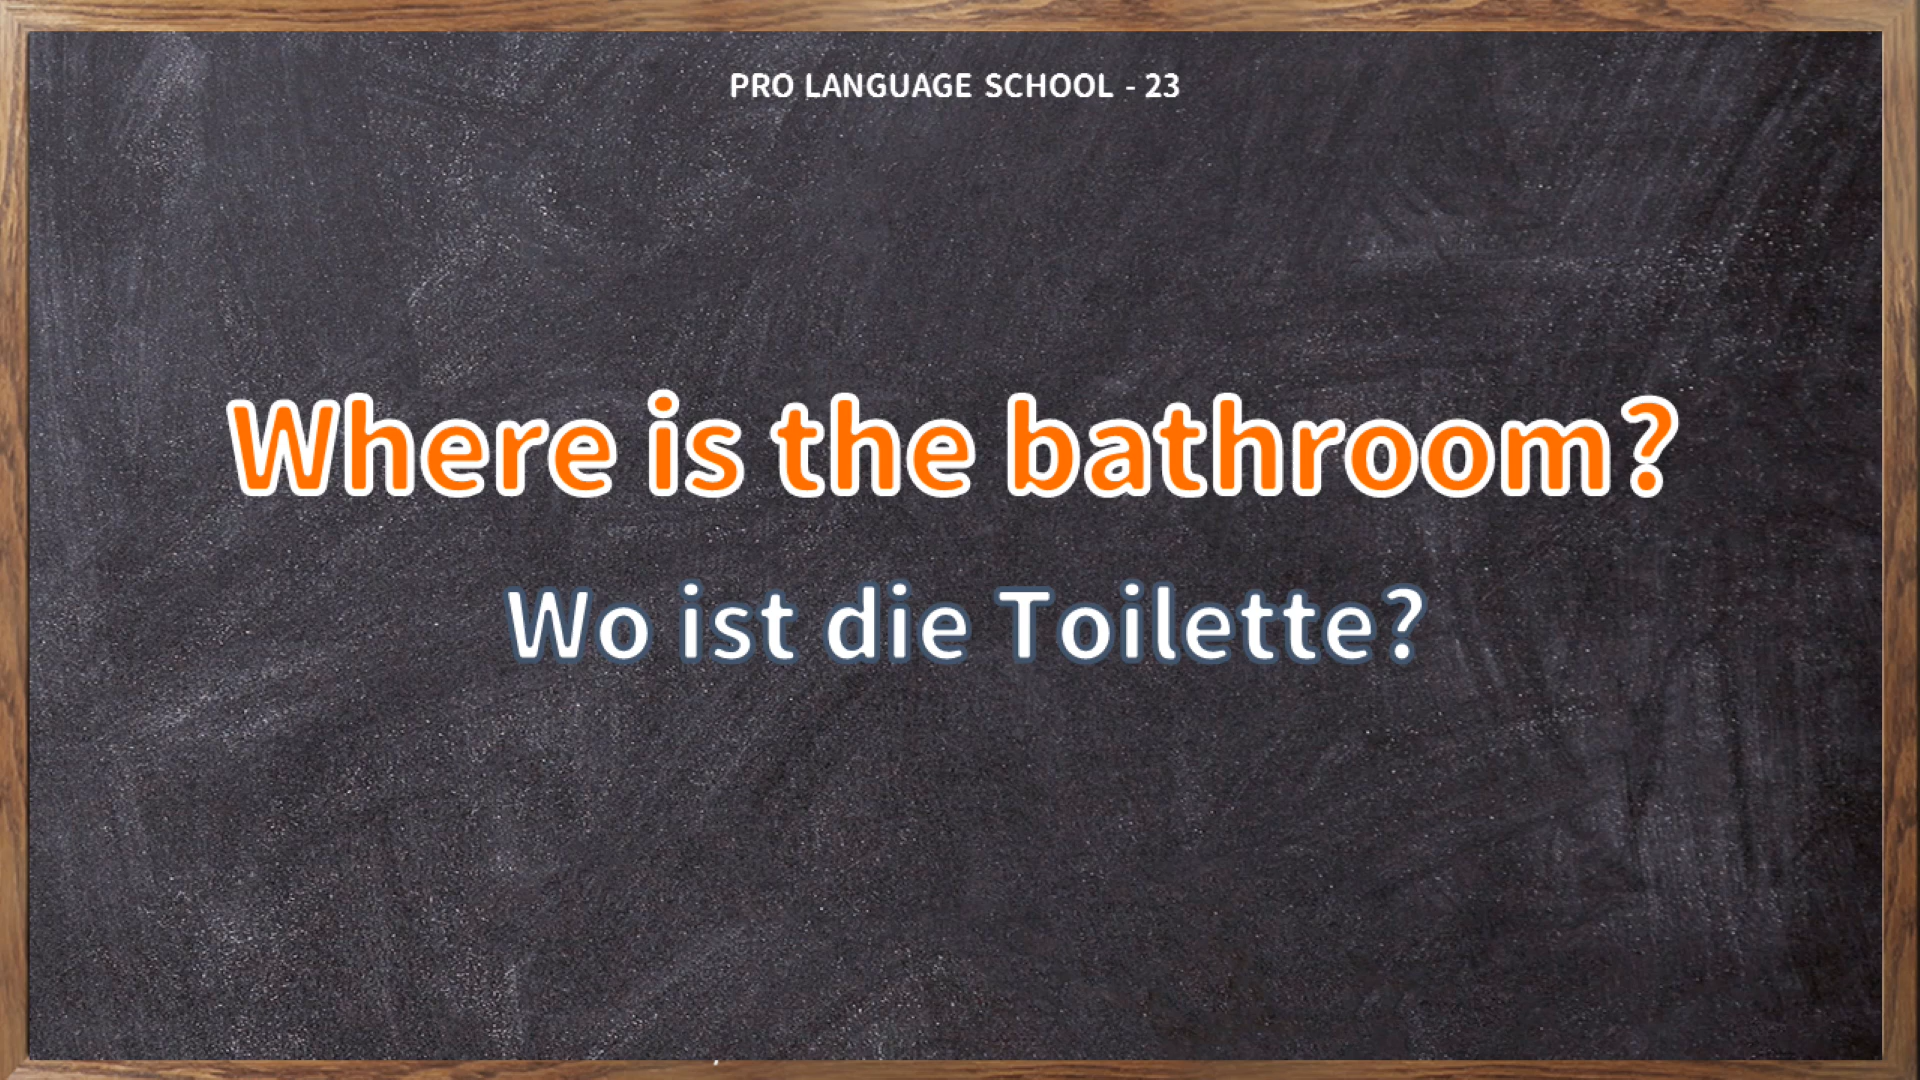 PRO LANGUAGE SCHOOL - 23
Where is the bathroom?
Wo ist die Toilette?